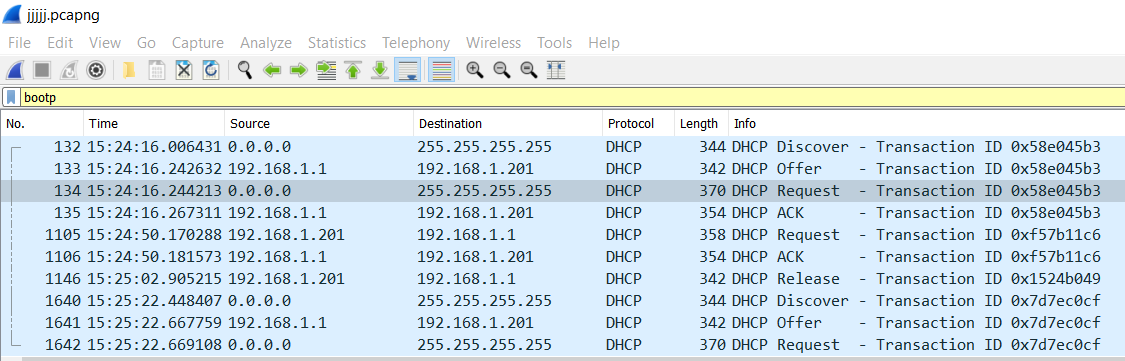 jjjjj.pcapng
File Edit View Go Capture Analyze Statistics Telephony Wireless Tools Help
bootp
No. Time Source Destination Protocol Length Info
132 15:24:16.006431 0.0.0.0 255.255.255.255 DHCP 344 DHCP Discover - Transaction ID 0x58e045b3
133 15:24:16.242632 192.168.1.1 192.168.1.201 DHCP 342 DHCP Offer - Transaction ID 0x58e045b3
134 15:24:16.244213 0.0.0.0 255.255.255.255 DHCP 370 DHCP Request - Transaction ID 0x58e045b3
135 15:24:16.267311 192.168.1.1 192.168.1.201 DHCP 354 DHCP ACK - Transaction ID 0x58e045b3
1105 15:24:50.170288 192.168.1.201 192.168.1.1 DHCP 358 DHCP Request - Transaction ID 0xf57b11c6
1106 15:24:50.181573 192.168.1.1 192.168.1.201 DHCP 354 DHCP ACK - Transaction ID 0xf57b11c6
1146 15:25:02.905215 192.168.1.201 192.168.1.1 DHCP 342 DHCP Release - Transaction ID 0x1524b049
1640 15:25:22.448407 0.0.0.0 255.255.255.255 DHCP 344 DHCP Discover - Transaction ID 0x7d7ec0cf
1641 15:25:22.667759 192.168.1.1 192.168.1.201 DHCP 342 DHCP Offer - Transaction ID 0x7d7ec0cf
1642 15:25:22.669108 0.0.0.0 255.255.255.255 DHCP 370 DHCP Request - Transaction ID 0x7d7ec0cf